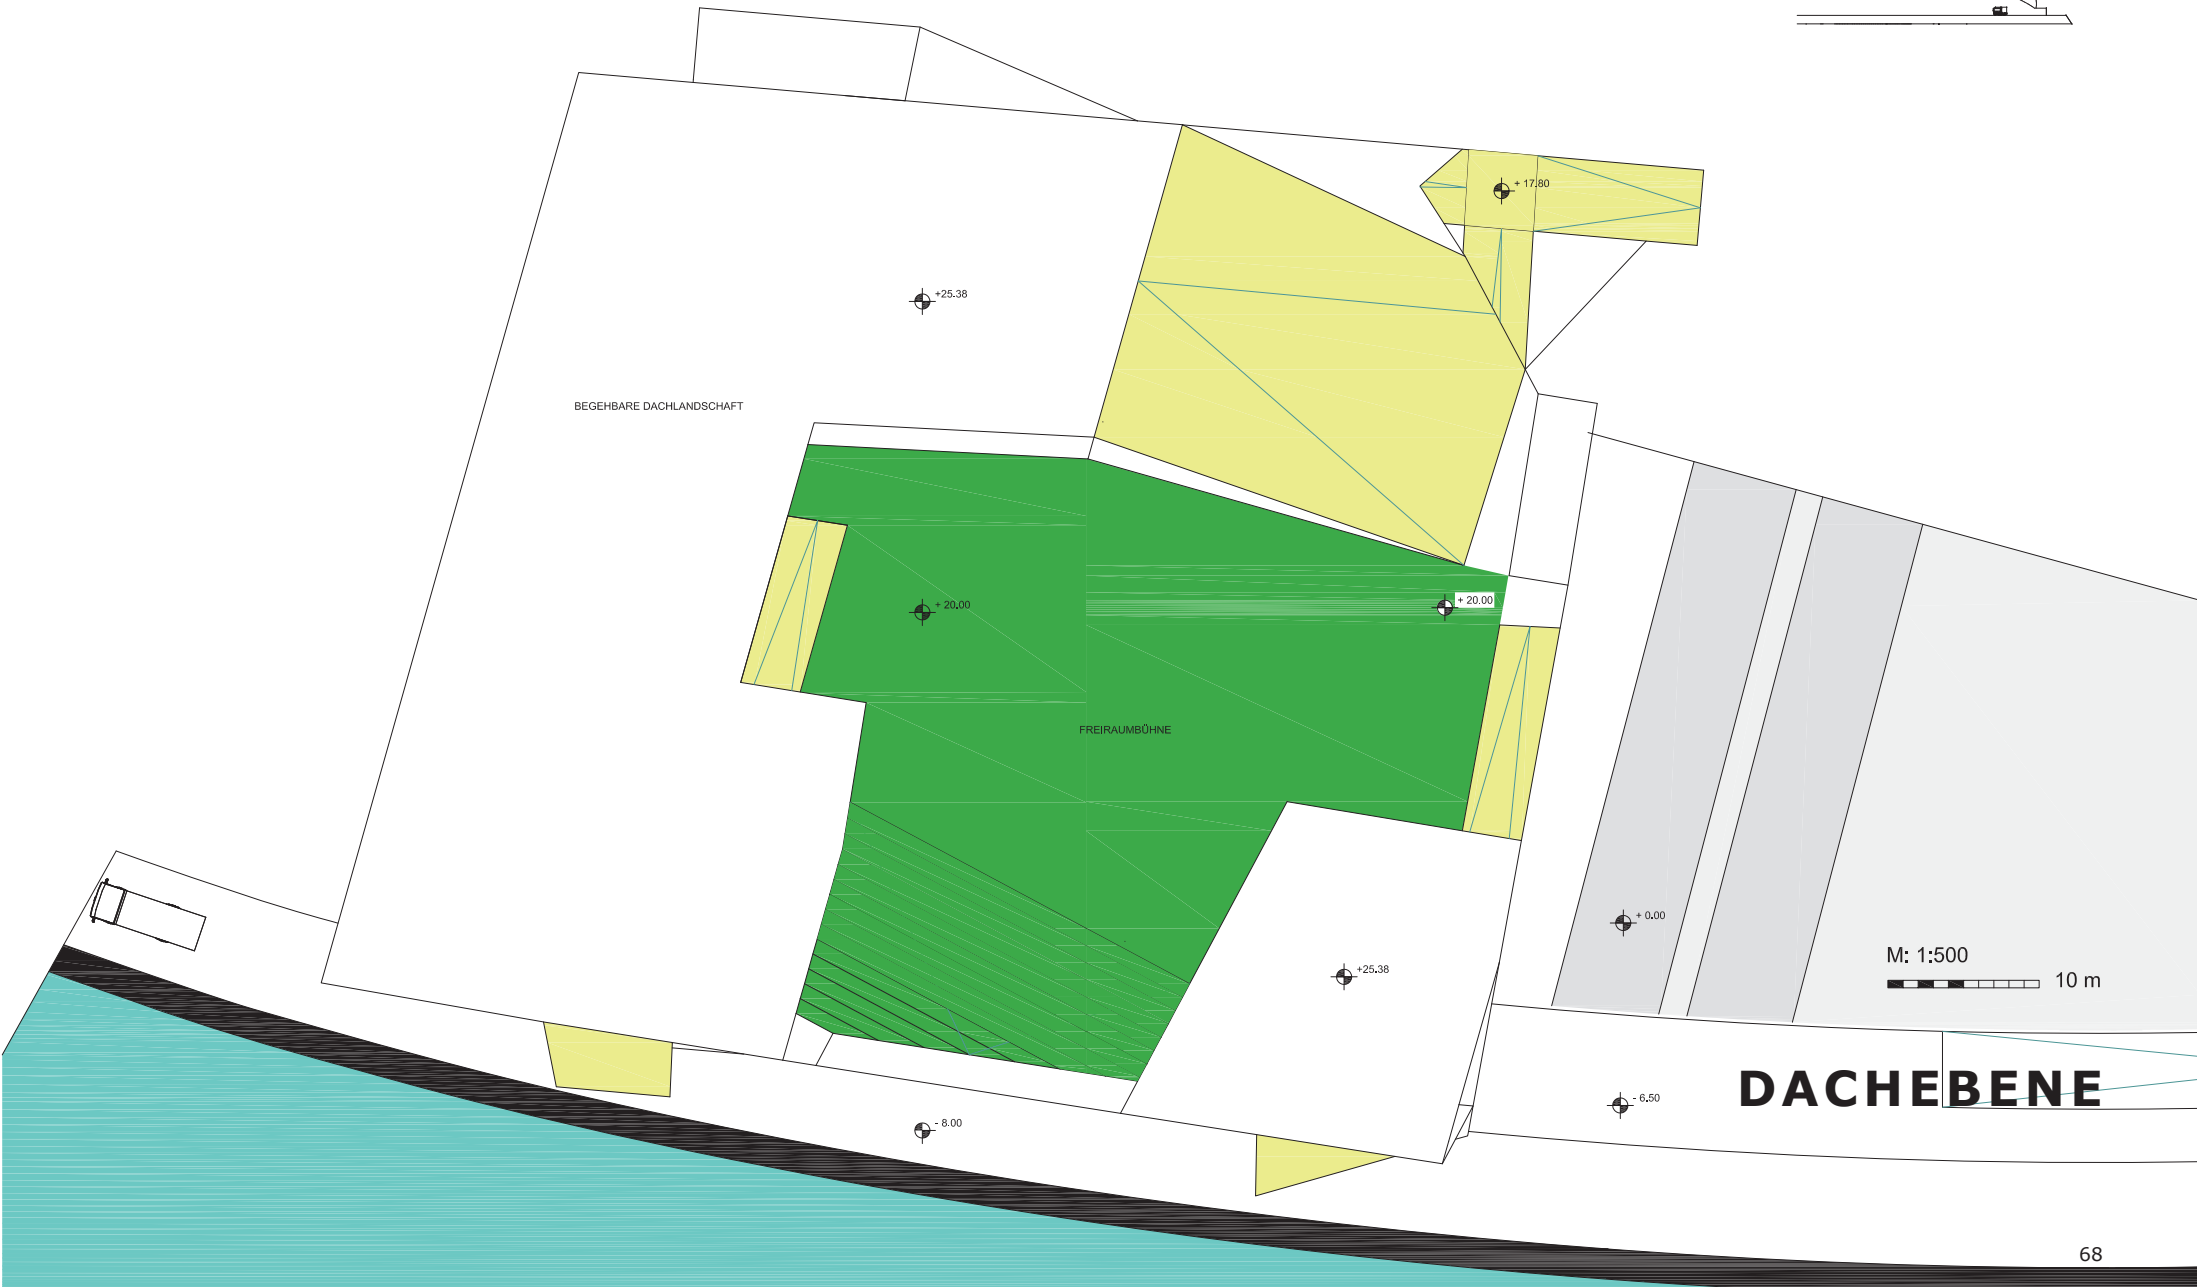 + 17.80
+25.38
BEGEHBARE DACHLANDSCHAFT
+ 20.00
+ 20.00
FREIRAUMBÜHNE
+ 0.00
M: 1:500
+25.38
10 m
DACHEBENE
- 6.50
- 8.00
68